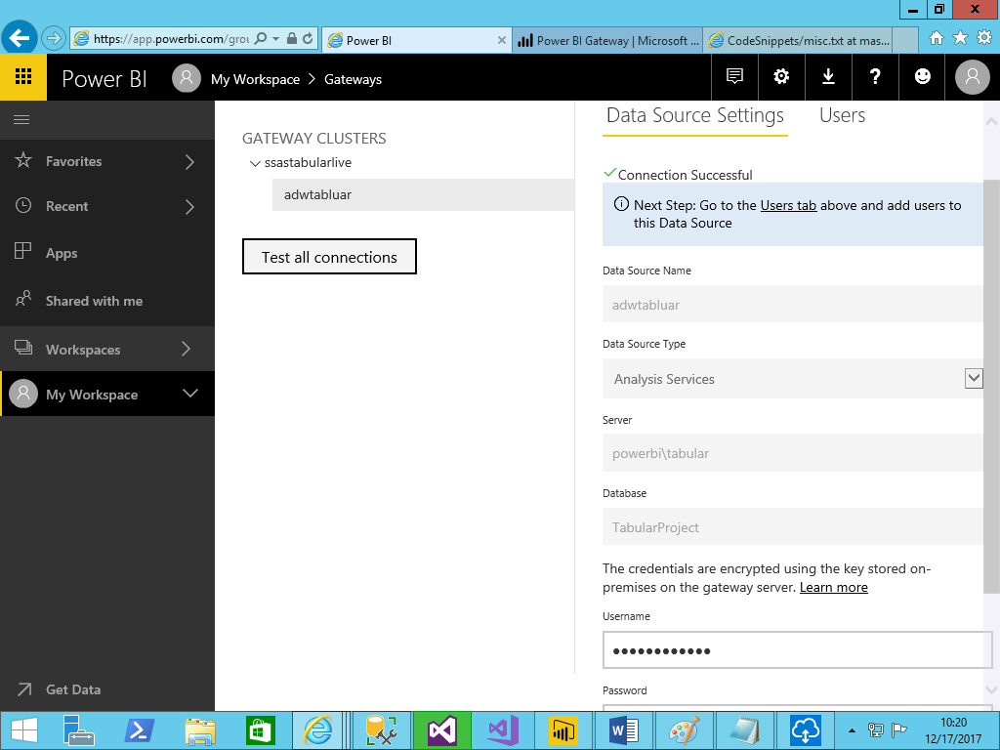 https://app.powerbi.com/grou
Power BI
Power BI Gateway | Microsoft ...
CodeSnippets/misc.txt at mas...
Power BI
My Workspace > Gateways
Favorites
Recent
Apps
Shared with me
Workspaces
My Workspace
Get Data
GATEWAY CLUSTERS
ssastabularlive
adwtabluar
Test all connections
Data Source Settings
Users
Connection Successful
Next Step: Go to the Users tab above and add users to
this Data Source
Data Source Name
adwtabluar
Data Source Type
Analysis Services
Server
powerbi\tabular
Database
TabularProject
The credentials are encrypted using the key stored on-
premises on the gateway server. Learn more
Username
●●●●●●●●●●●●
Password
10:20
12/17/2017